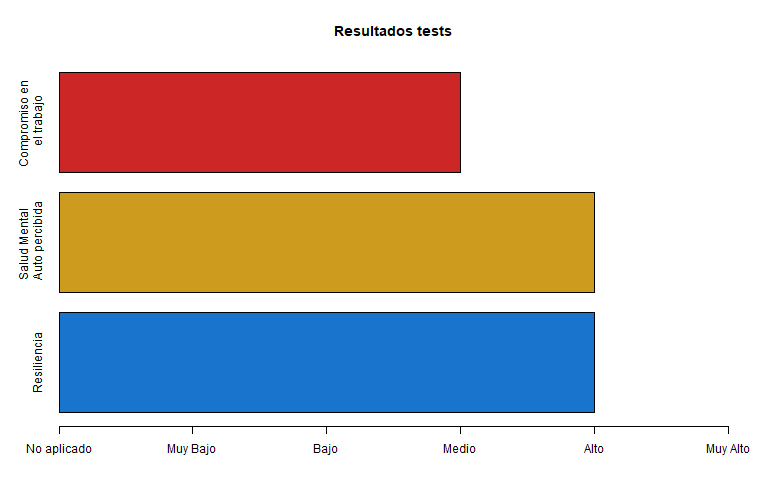 Resultados tests
Compromiso en
el trabajo
Salud Mental
Auto percibida
Resiliencia
No aplicado
Muy Bajo
Bajo
Medio
Alto
Muy Alto